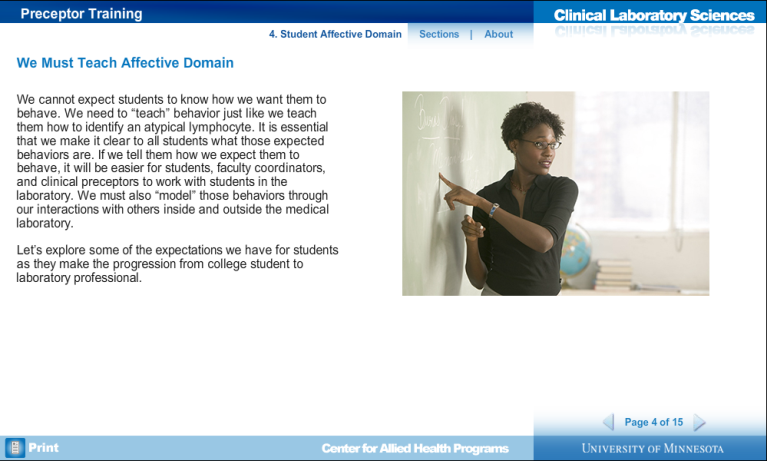 Preceptor Training
Clinical Laboratory Sciences
4. Student Affective Domain
Sections | About
We Must Teach Affective Domain
We cannot expect students to know how we want them to
behave. We need to “teach” behavior just like we teach
them how to identify an atypical lymphocyte. It is essential
that we make it clear to all students what those expected
behaviors are. If we tell them how we expect them to
behave, it will be easier for students, faculty coordinators,
and clinical preceptors to work with students in the
laboratory. We must also “model” those behaviors through
our interactions with others inside and outside the medical
laboratory.
Let’s explore some of the expectations we have for students
as they make the progression from college student to
laboratory professional.
Page 4 of 15
Print
Center for Allied Health Programs
UNIVERSITY OF MINNESOTA